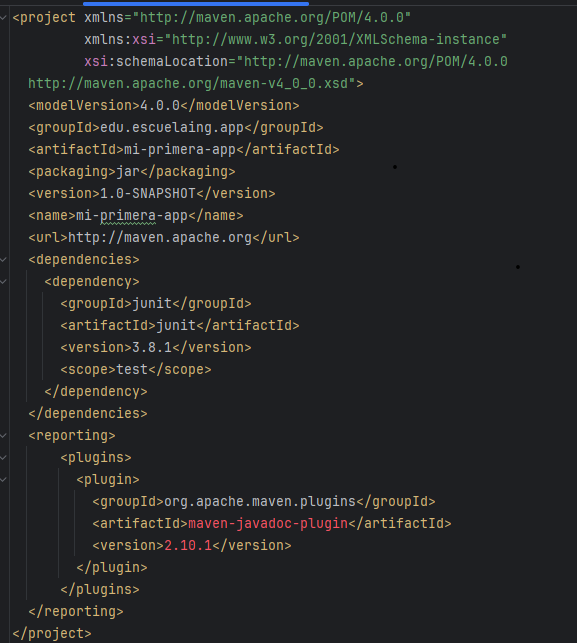 <project xmlns="http://maven.apache.org/POM/4.0.0"
xmlns:xsi="http://www.w3.org/2001/XMLSchema-instance"
xsi:schemaLocation="http://maven.apache.org/POM/4.0.0
http://maven.apache.org/maven-v4_0_0.xsd">
<modelVersion>4.0.0</modelVersion>
<groupId>edu.escuelaing.app</groupId>
<artifactId>mi-primera-app</artifactId>
<packaging>jar</packaging>
<version>1.0-SNAPSHOT</version>
<name>mi-primera-app</name>
<url>http://maven.apache.org</url>
<dependencies>
<dependency>
<groupId>junit</groupId>
<artifactId>junit</artifactId>
<version>3.8.1</version>
<scope>test</scope>
</dependency>
</dependencies>
<reporting>
<plugins>
<plugin>
<groupId>org.apache.maven.plugins</groupId>
<artifactId>maven-javadoc-plugin</artifactId>
<version>2.10.1</version>
</plugin>
</plugins>
</reporting>
</project>